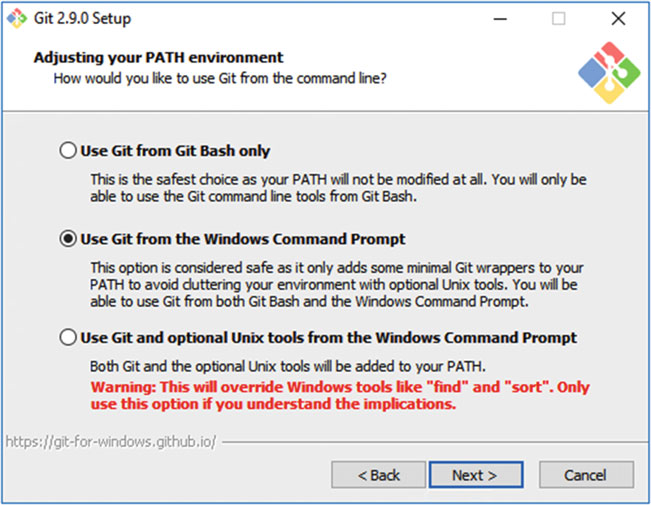 Git 2.9.0 Setup
Adjusting your PATH environment
How would you like to use Git from the command line?
Use Git from Git Bash only
This is the safest choice as your PATH will not be modified at all. You will only be
able to use the Git command line tools from Git Bash.
Use Git from the Windows Command Prompt
This option is considered safe as it only adds some minimal Git wrappers to your
PATH to avoid cluttering your environment with optional Unix tools. You will be
able to use Git from both Git Bash and the Windows Command Prompt.
Use Git and optional Unix tools from the Windows Command Prompt
Both Git and the optional Unix tools will be added to your PATH.
Warning: This will override Windows tools like "find" and "sort". Only
use this option if you understand the implications.
https://git-for-windows.github.io/
< Back Next > Cancel